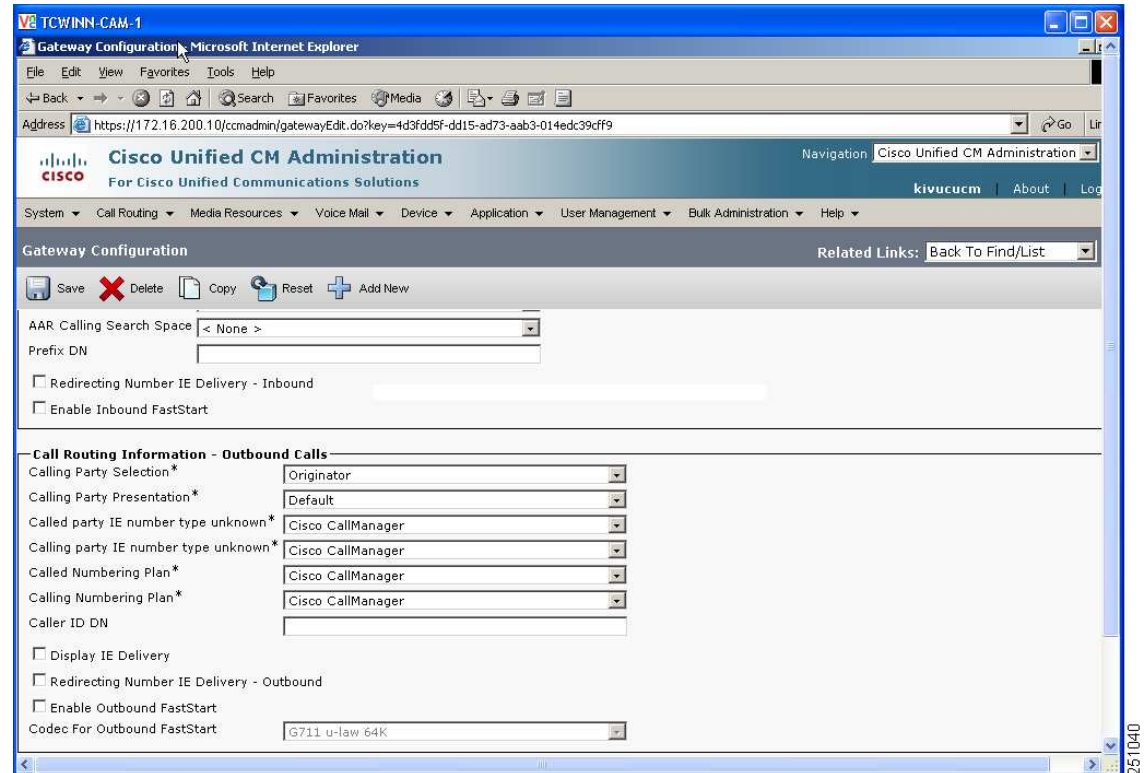 TCWINN-CAM-1
Gateway Configuration - Microsoft Internet Explorer
File Edit View Favorites Tools Help
Back Search Favorites Media
Address https://172.16.200.10/ccmadmin/gatewayEdit.do?key=4d3fdd5f-dd15-ad73-aab3-014edc39cff9 Go Lin
cisco Cisco Unified CM Administration Navigation Cisco Unified CM Administration
For Cisco Unified Communications Solutions
kivucucm | About | Log
System Call Routing Media Resources Voice Mail Device Application User Management Bulk Administration Help
Gateway Configuration Related Links: Back To Find/List
Save Delete Copy Reset Add New
AAR Calling Search Space < None >
Prefix DN
Redirecting Number IE Delivery - Inbound
Enable Inbound FastStart
Call Routing Information - Outbound Calls
Calling Party Selection* Originator
Calling Party Presentation* Default
Called party IE number type unknown* Cisco CallManager
Calling party IE number type unknown* Cisco CallManager
Called Numbering Plan* Cisco CallManager
Calling Numbering Plan* Cisco CallManager
Caller ID DN
Display IE Delivery
Redirecting Number IE Delivery - Outbound
Enable Outbound FastStart
Codec For Outbound FastStart G711 u-law 64K
251040